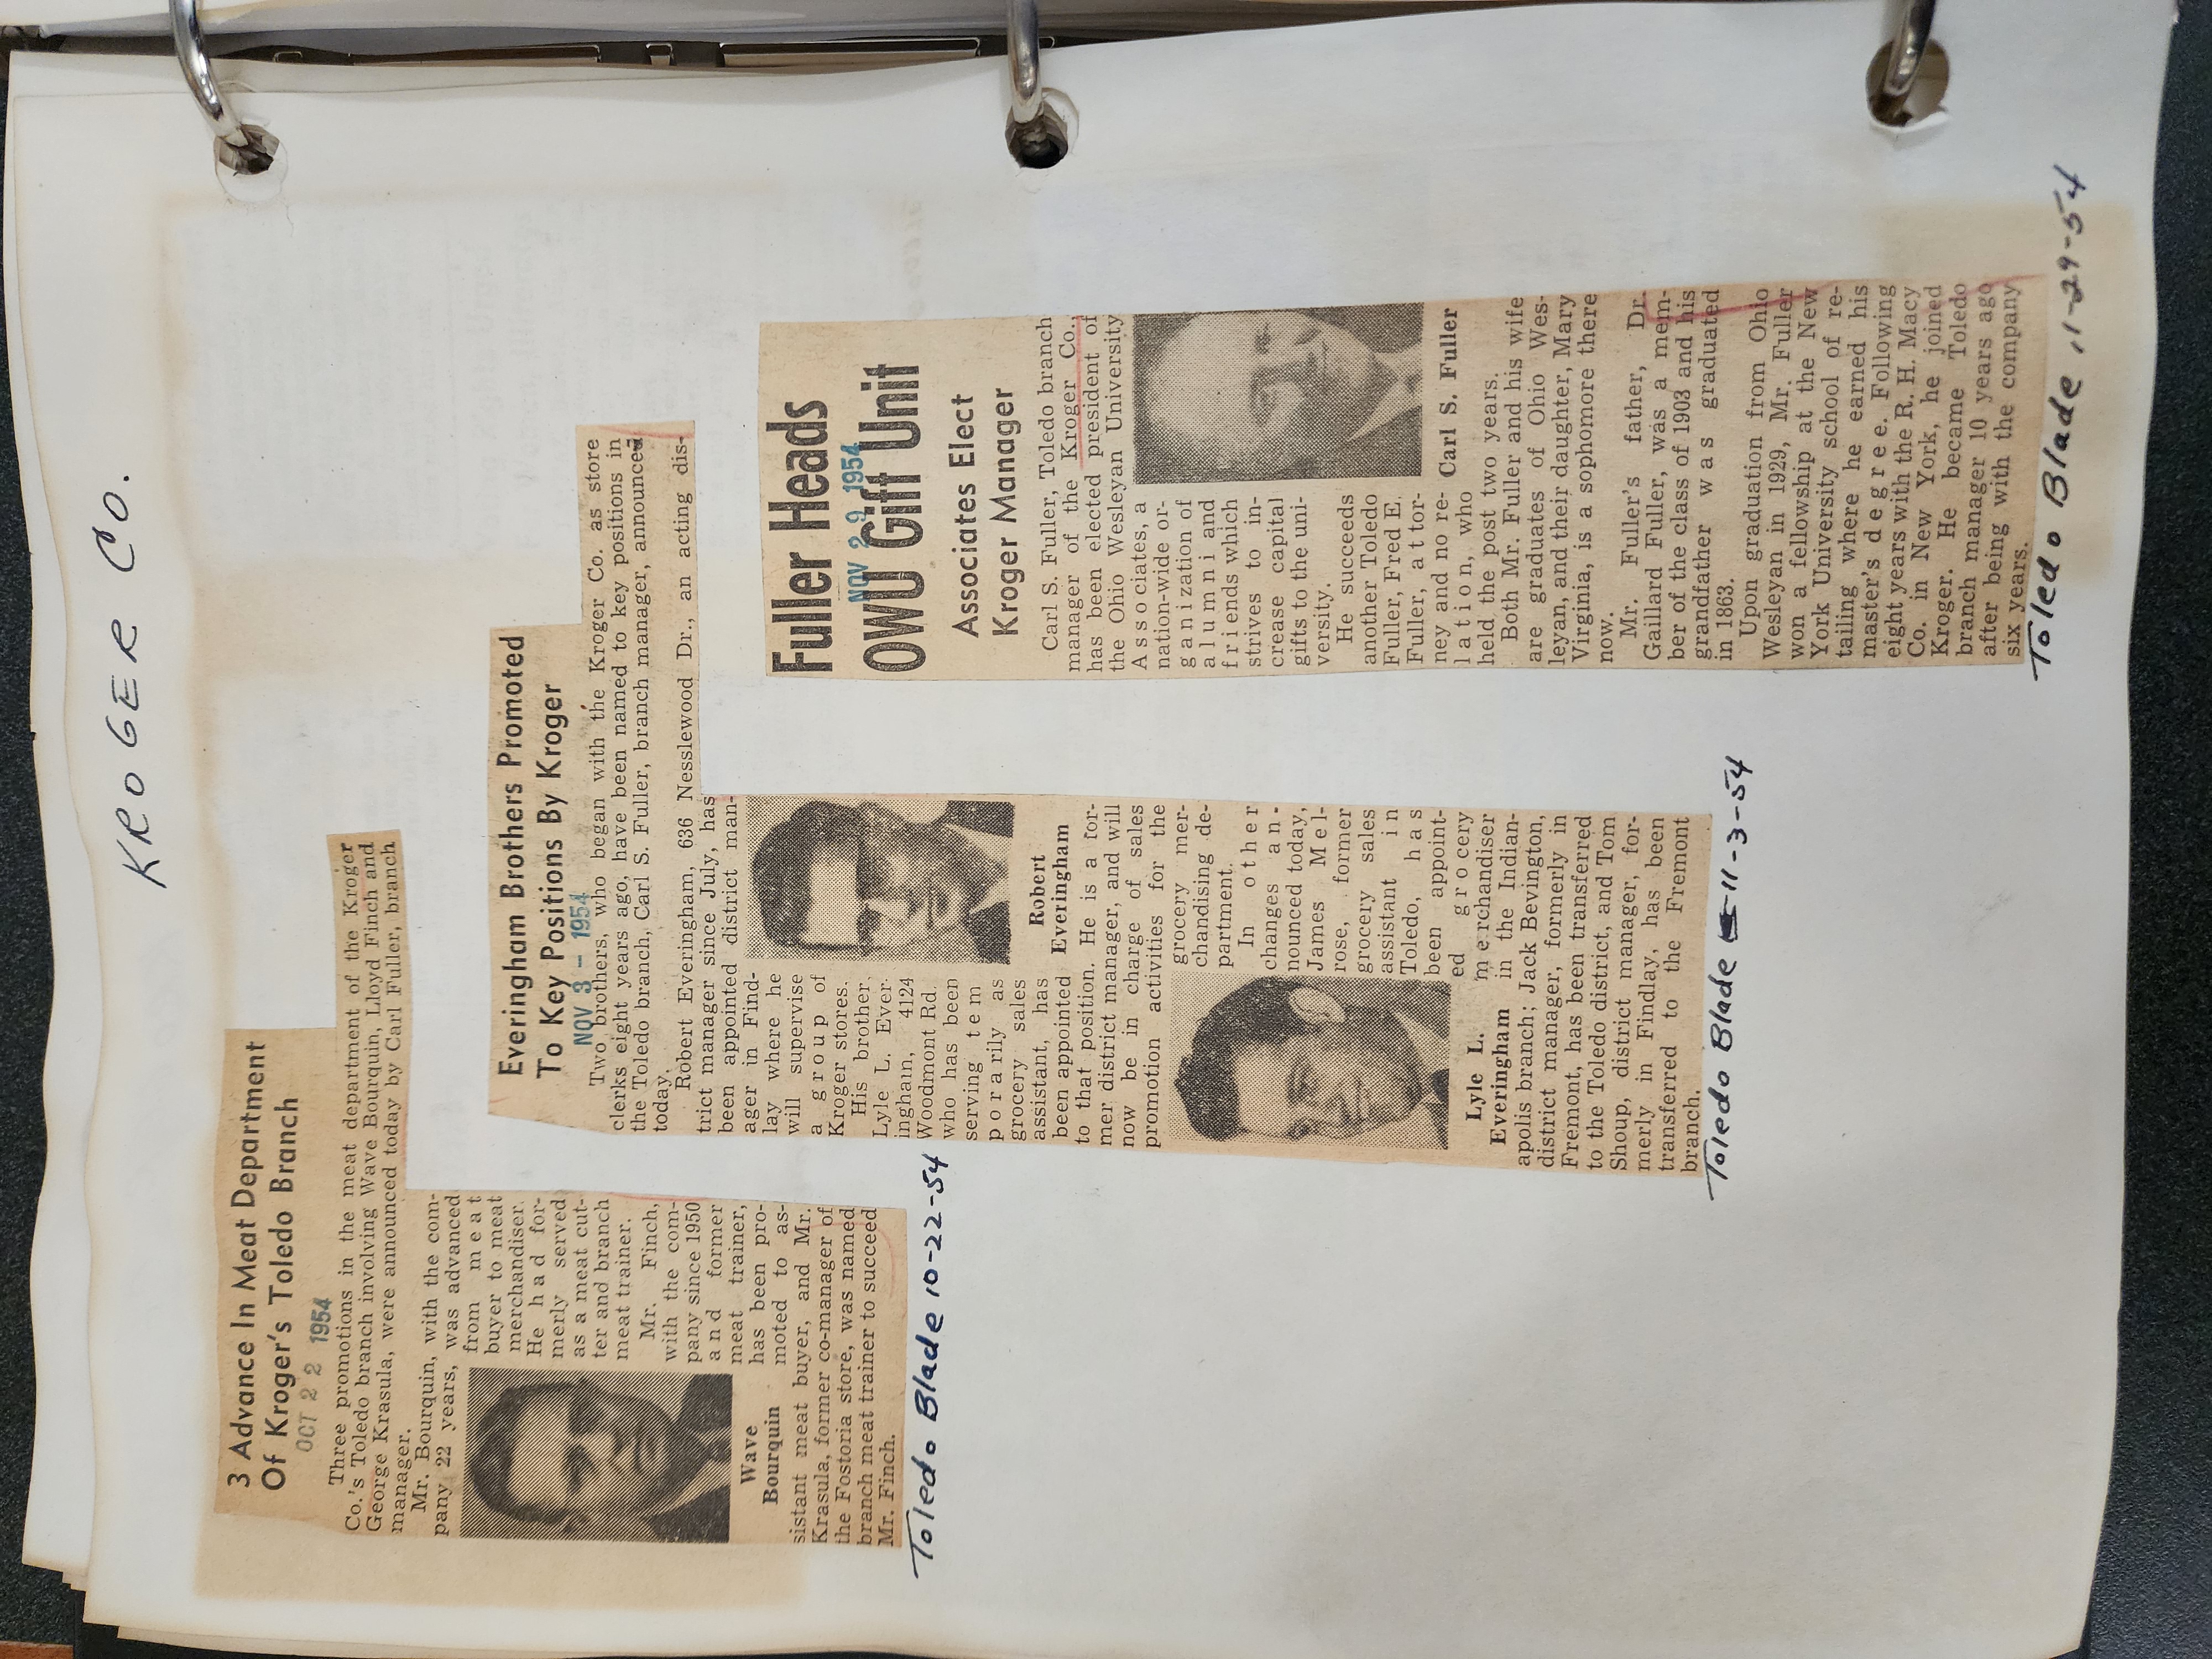 KROGER CO.
3 Advance In Meat Department
Of Kroger's Toledo Branch
OCT 22 1954
Three promotions in the meat department of the Kroger
Co.'s Toledo branch involving Wave Bourquin, Lloyd Finch and
George Krasula, were announced today by Carl Fuller, branch
manager.
Mr. Bourquin, with the com-
pany 22 years, was advanced
from meat
buyer to meat
merchandiser.
He had for-
merly served
as a meat cut-
ter and branch
meat trainer.
Mr. Finch,
with the com-
pany since 1950
and former
meat trainer,
has been pro-
moted to as-
Wave
Bourquin
sistant meat buyer, and Mr.
Krasula, former co-manager of
the Fostoria store, was named
branch meat trainer to succeed
Mr. Finch.
Toledo Blade 10-22-54
Everingham Brothers Promoted
To Key Positions By Kroger
NOV 3 - 1954
Two brothers, who began with the Kroger Co. as store
clerks eight years ago, have been named to key positions in
the Toledo branch, Carl S. Fuller, branch manager, announced
today.
Robert Everingham, 636 Nesslewood Dr., an acting dis-
trict manager since July, has
been appointed district man-
ager in Find-
lay where he
will supervise
a group of
Kroger stores.
His brother,
Lyle L. Ever-
ingham, 4124
Woodmont Rd.
who has been
serving tem
porarily as
grocery sales
assistant, has
Robert
Everingham
been appointed
to that position. He is a for-
mer district manager, and will
now be in charge of sales
promotion activities for the
grocery mer-
chandising de-
partment.
In other
changes an-
nounced today,
James Mel-
rose, former
grocery sales
assistant in
Toledo, has
been appoint-
ed grocery
Lyle L.
Everingham
merchandiser
in the Indian-
apolis branch; Jack Bevington,
district manager, formerly in
Fremont, has been transferred
to the Toledo district, and Tom
Shoup, district manager, for-
merly in Findlay, has been
transferred to the Fremont
branch.
Toledo Blade 11-3-54
Fuller Heads
OWU Gift Unit
NOV 29 1954
Associates Elect
Kroger Manager
Carl S. Fuller, Toledo branch
manager of the Kroger Co.,
has been elected president of
the Ohio Wesleyan University
Associates, a
nation-wide or-
ganization of
alumni and
friends which
strives to in-
crease capital
gifts to the uni-
versity.
He succeeds
another Toledo
Fuller, Fred E.
Fuller, attor-
ney and no re-
lation, who
Carl S. Fuller
held the post two years.
Both Mr. Fuller and his wife
are graduates of Ohio Wes-
leyan, and their daughter, Mary
Virginia, is a sophomore there
now.
Mr. Fuller's father, Dr.
Gaillard Fuller, was a mem-
ber of the class of 1903 and his
grandfather was graduated
in 1863.
Upon graduation from Ohio
Wesleyan in 1929, Mr. Fuller
won a fellowship at the New
York University school of re-
tailing where he earned his
master's degree. Following
eight years with the R. H. Macy
Co. in New York, he joined
Kroger. He became Toledo
branch manager 10 years ago
after being with the company
six years.
Toledo Blade 11-29-54